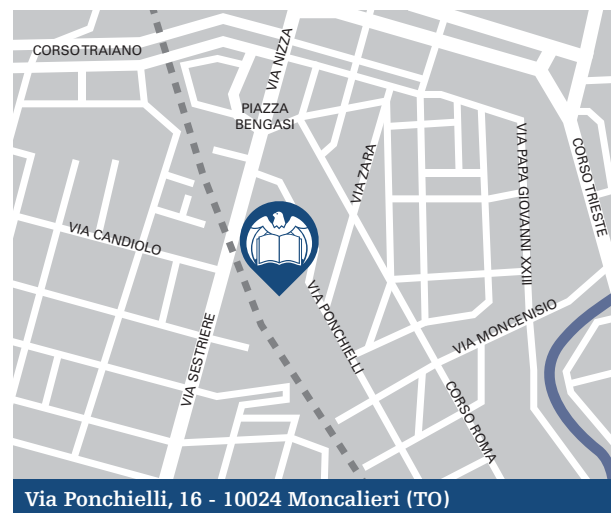 CORSO TRAIANO
VIA NIZZA
PIAZZA
BENGASI
VIA ZARA
VIA PAPA GIOVANNI XXIII
CORSO TRIESTE
VIA CANDIOLO
VIA PONCHIELLI
VIA MONCENISIO
VIA SESTRIERE
CORSO ROMA
Via Ponchielli, 16 - 10024 Moncalieri (TO)